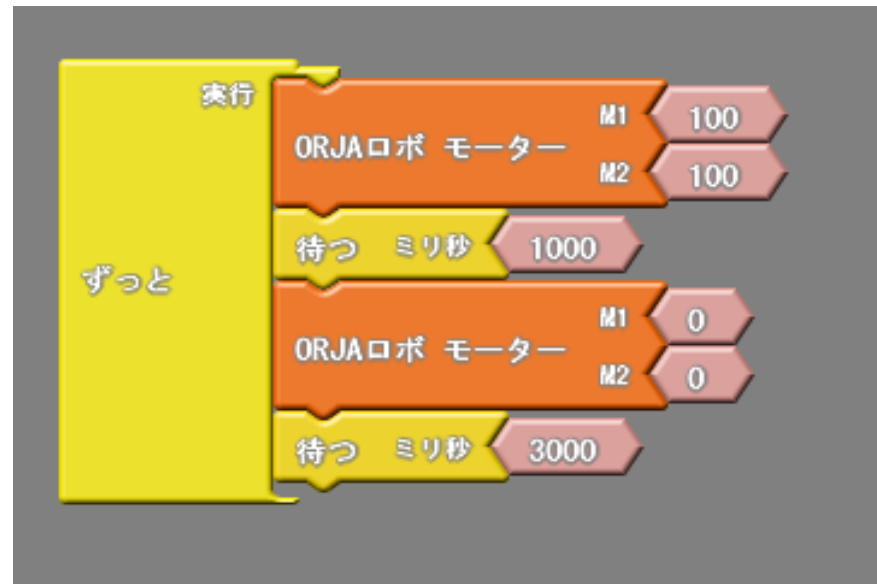 実行
ORJAロボ モーター
M1 100
M2 100
待つ ミリ秒 1000
ずっと
ORJAロボ モーター
M1 0
M2 0
待つ ミリ秒 3000